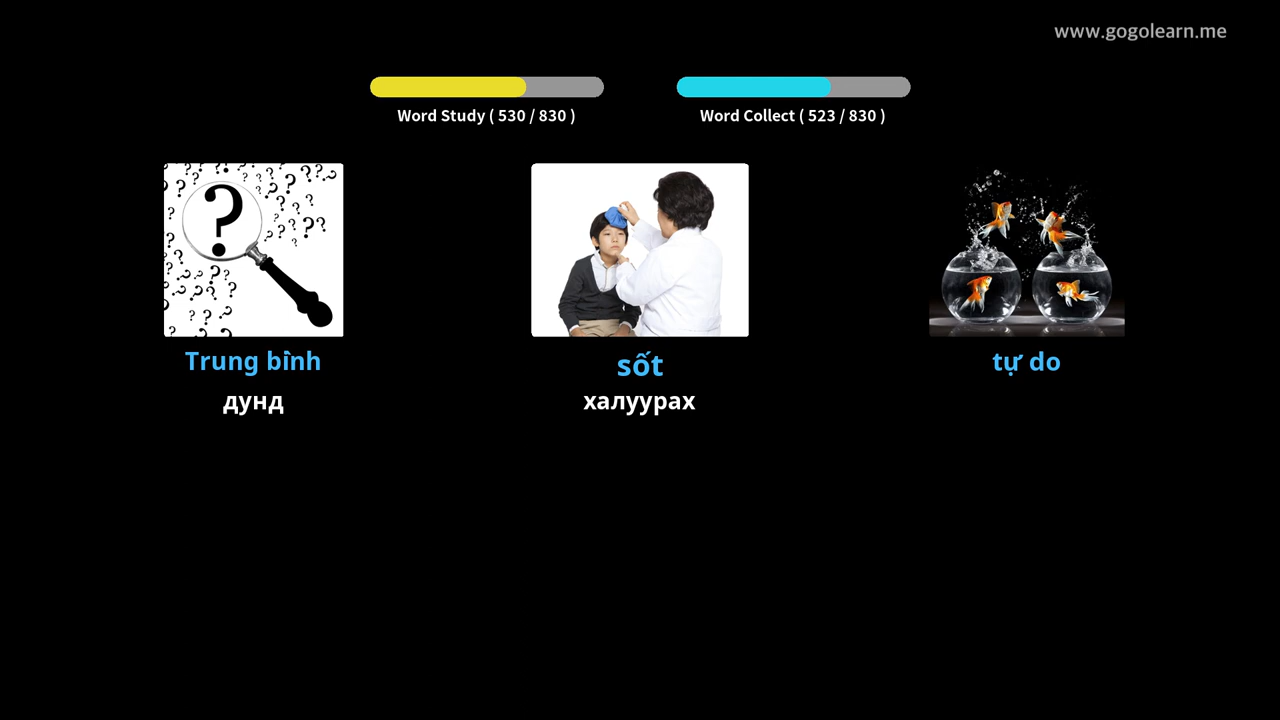 www.gogolearn.me
Word Study ( 530 / 830 )
Word Collect ( 523 / 830 )
Trung bình
дунд
sốt
халуурах
tự do